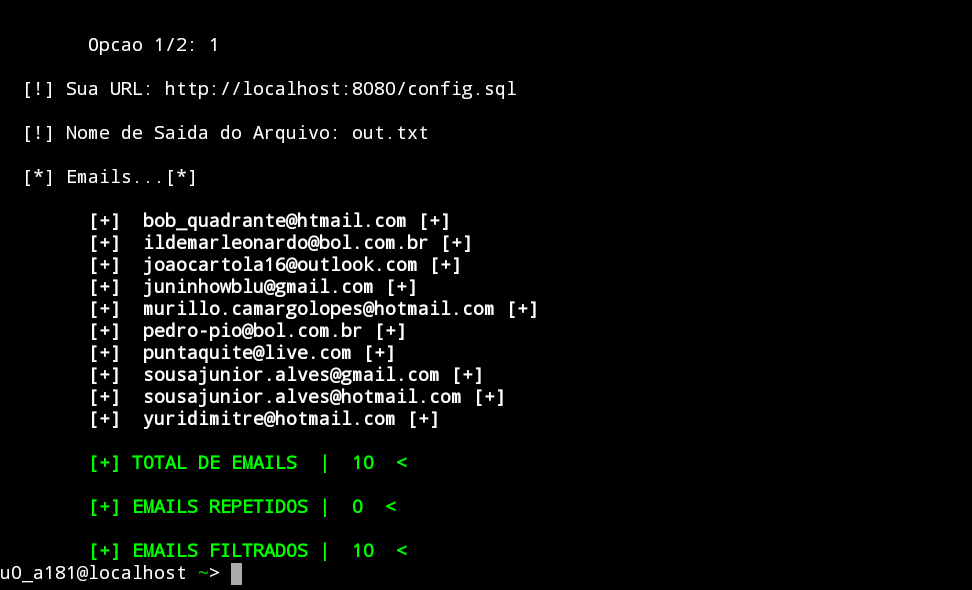 Opcao 1/2: 1
[!] Sua URL: http://localhost:8080/config.sql
[!] Nome de Saida do Arquivo: out.txt
[*] Emails...[*]
[+] bob_quadrante@htmail.com [+]
[+] ildemarleonardo@bol.com.br [+]
[+] joaocartola16@outlook.com [+]
[+] juninhowblu@gmail.com [+]
[+] murillo.camargolopes@hotmail.com [+]
[+] pedro-pio@bol.com.br [+]
[+] puntaquite@live.com [+]
[+] sousajunior.alves@gmail.com [+]
[+] sousajunior.alves@hotmail.com [+]
[+] yuridimitre@hotmail.com [+]
[+] TOTAL DE EMAILS | 10 <
[+] EMAILS REPETIDOS | 0 <
[+] EMAILS FILTRADOS | 10 <
u0_a181@localhost ~>